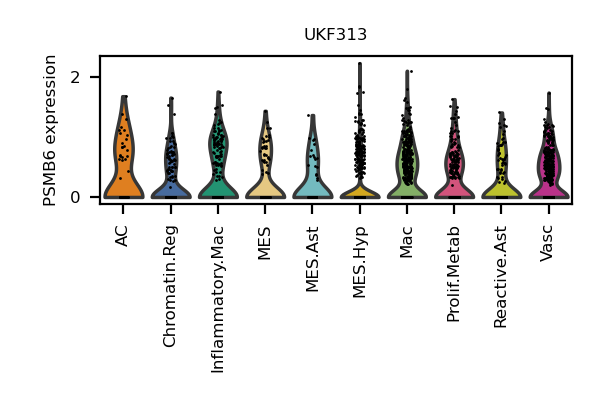 UKF313
PSMB6 expression
2
0
AC
Chromatin.Reg
Inflammatory.Mac
MES
MES.Ast
MES.Hyp
Mac
Prolif.Metab
Reactive.Ast
Vasc